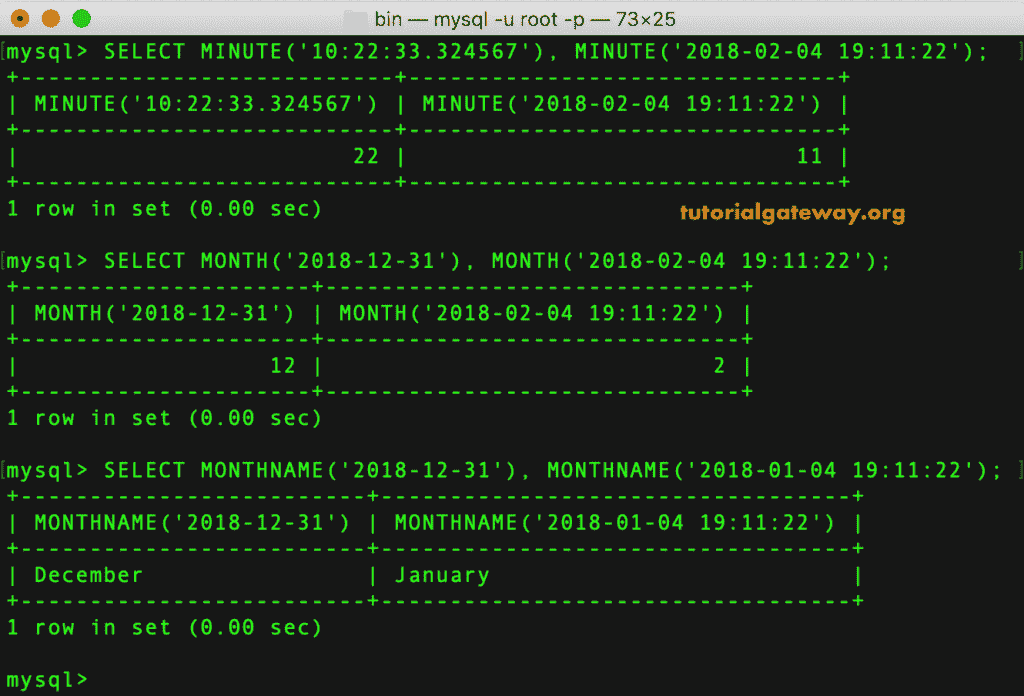 bin — mysql -u root -p — 73×25
mysql> SELECT MINUTE('10:22:33.324567'), MINUTE('2018-02-04 19:11:22');
+---------------------------+-------------------------------+
| MINUTE('10:22:33.324567') | MINUTE('2018-02-04 19:11:22') |
+---------------------------+-------------------------------+
|                        22 |                            11 |
+---------------------------+-------------------------------+
1 row in set (0.00 sec)
tutorialgateway.org
mysql> SELECT MONTH('2018-12-31'), MONTH('2018-02-04 19:11:22');
+---------------------+------------------------------+
| MONTH('2018-12-31') | MONTH('2018-02-04 19:11:22') |
+---------------------+------------------------------+
|                  12 |                            2 |
+---------------------+------------------------------+
1 row in set (0.00 sec)
mysql> SELECT MONTHNAME('2018-12-31'), MONTHNAME('2018-01-04 19:11:22');
+-------------------------+----------------------------------+
| MONTHNAME('2018-12-31') | MONTHNAME('2018-01-04 19:11:22') |
+-------------------------+----------------------------------+
| December                | January                          |
+-------------------------+----------------------------------+
1 row in set (0.00 sec)
mysql>